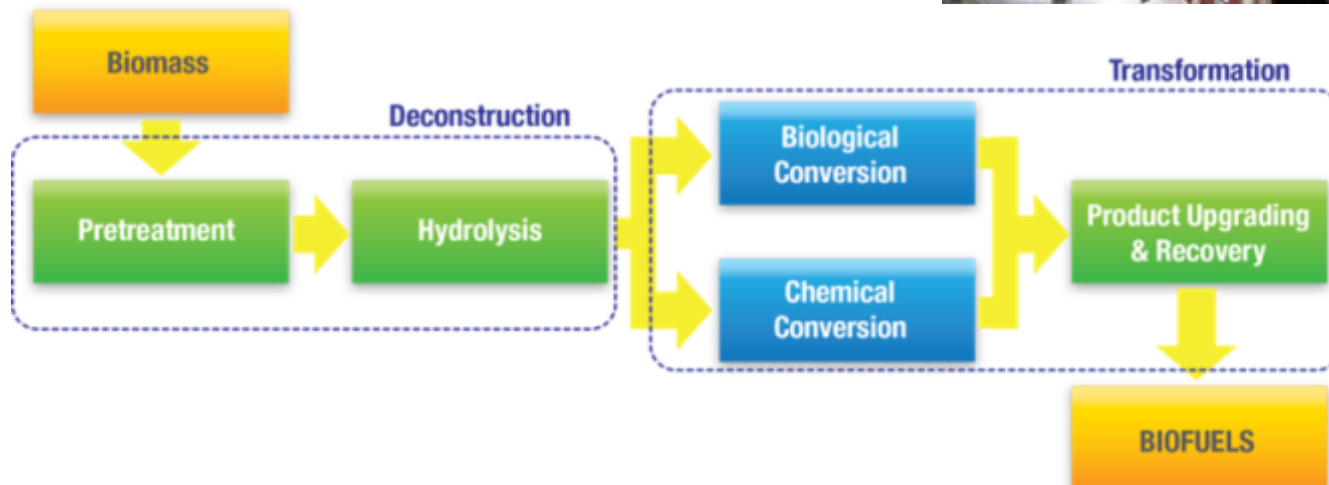 Biomass
Deconstruction
Transformation
Pretreatment
Hydrolysis
Biological
Conversion
Chemical
Conversion
Product Upgrading
& Recovery
BIOFUELS